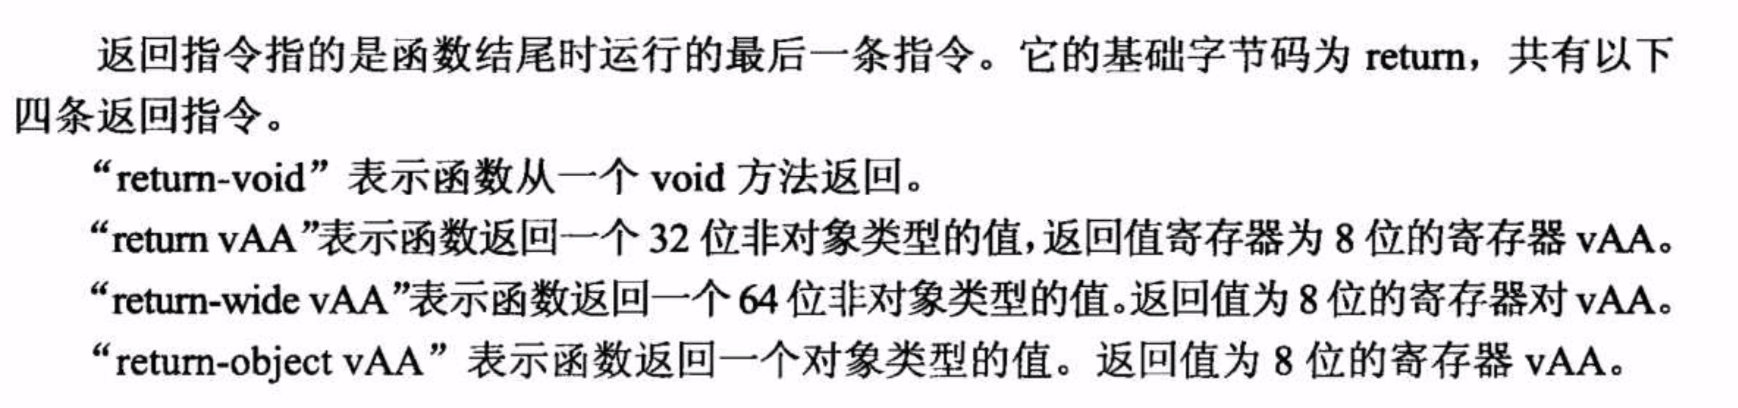 返回指令指的是函数结尾时运行的最后一条指令。它的基础字节码为 return，共有以下
四条返回指令。
“return-void”表示函数从一个 void 方法返回。
“return vAA”表示函数返回一个 32 位非对象类型的值，返回值寄存器为 8 位的寄存器 vAA。
“return-wide vAA”表示函数返回一个 64 位非对象类型的值。返回值为 8 位的寄存器对 vAA。
“return-object vAA”表示函数返回一个对象类型的值。返回值为 8 位的寄存器 vAA。